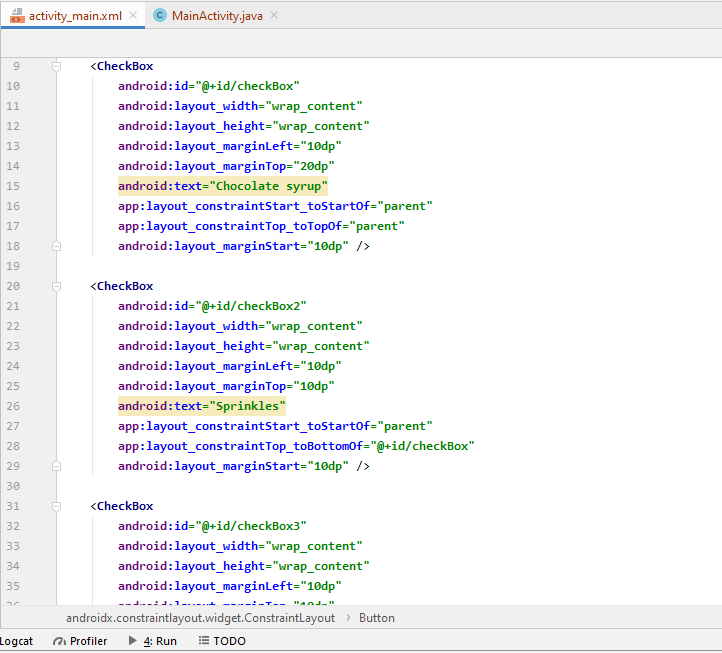 activity_main.xml MainActivity.java
9 <CheckBox
10 android:id="@+id/checkBox"
11 android:layout_width="wrap_content"
12 android:layout_height="wrap_content"
13 android:layout_marginLeft="10dp"
14 android:layout_marginTop="20dp"
15 android:text="Chocolate syrup"
16 app:layout_constraintStart_toStartOf="parent"
17 app:layout_constraintTop_toTopOf="parent"
18 android:layout_marginStart="10dp" />
19
20 <CheckBox
21 android:id="@+id/checkBox2"
22 android:layout_width="wrap_content"
23 android:layout_height="wrap_content"
24 android:layout_marginLeft="10dp"
25 android:layout_marginTop="10dp"
26 android:text="Sprinkles"
27 app:layout_constraintStart_toStartOf="parent"
28 app:layout_constraintTop_toBottomOf="@+id/checkBox"
29 android:layout_marginStart="10dp" />
30
31 <CheckBox
32 android:id="@+id/checkBox3"
33 android:layout_width="wrap_content"
34 android:layout_height="wrap_content"
35 android:layout_marginLeft="10dp"
androidx.constraintlayout.widget.ConstraintLayout › Button
Logcat Profiler 4: Run TODO